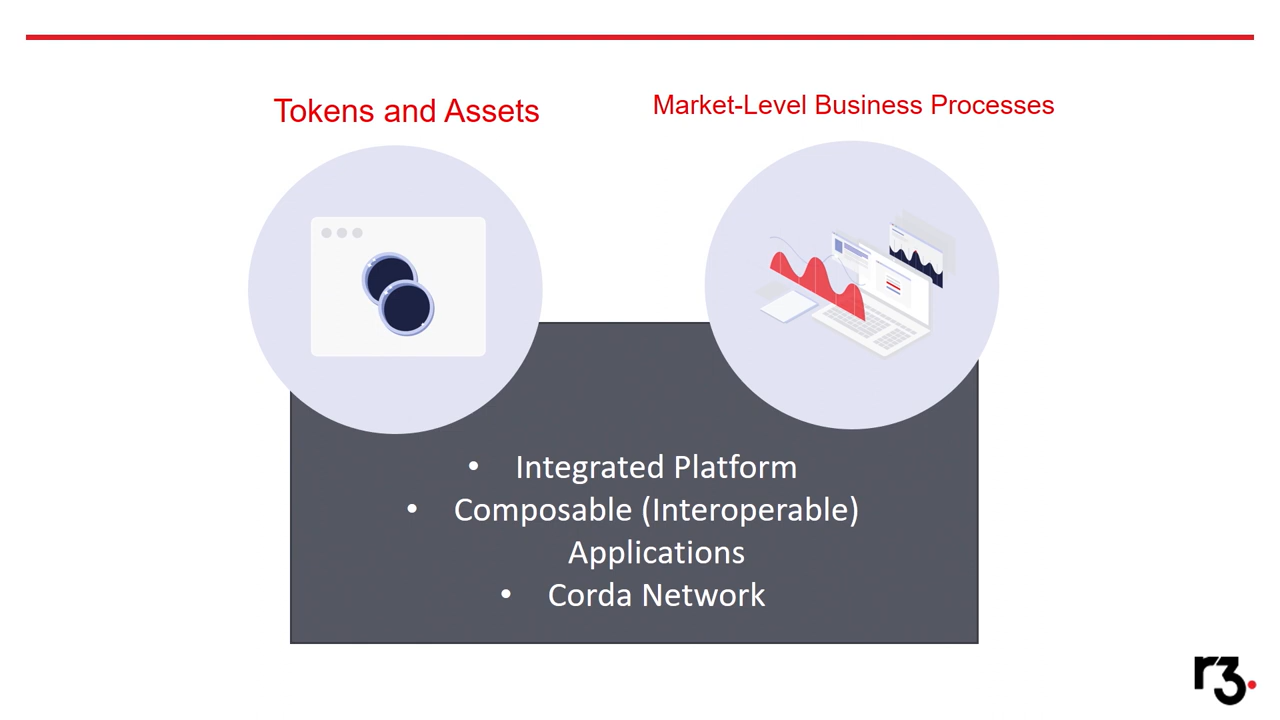 Tokens and Assets
Market-Level Business Processes
• Integrated Platform
• Composable (Interoperable)
Applications
• Corda Network
r3.